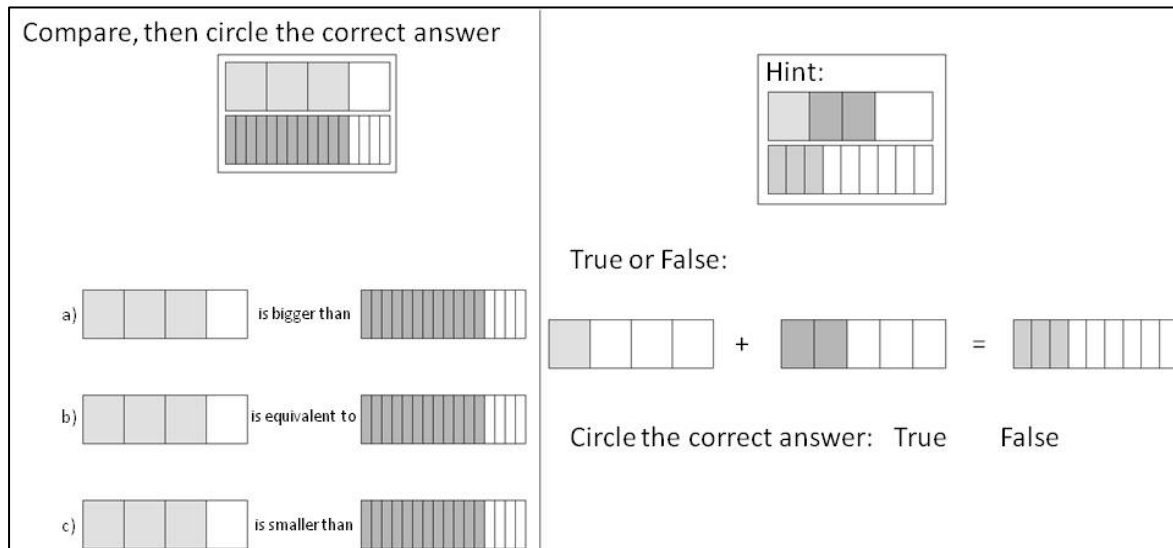 Compare, then circle the correct answer
a) is bigger than
b) is equivalent to
c) is smaller than
Hint:
True or False:
+ =
Circle the correct answer: True False